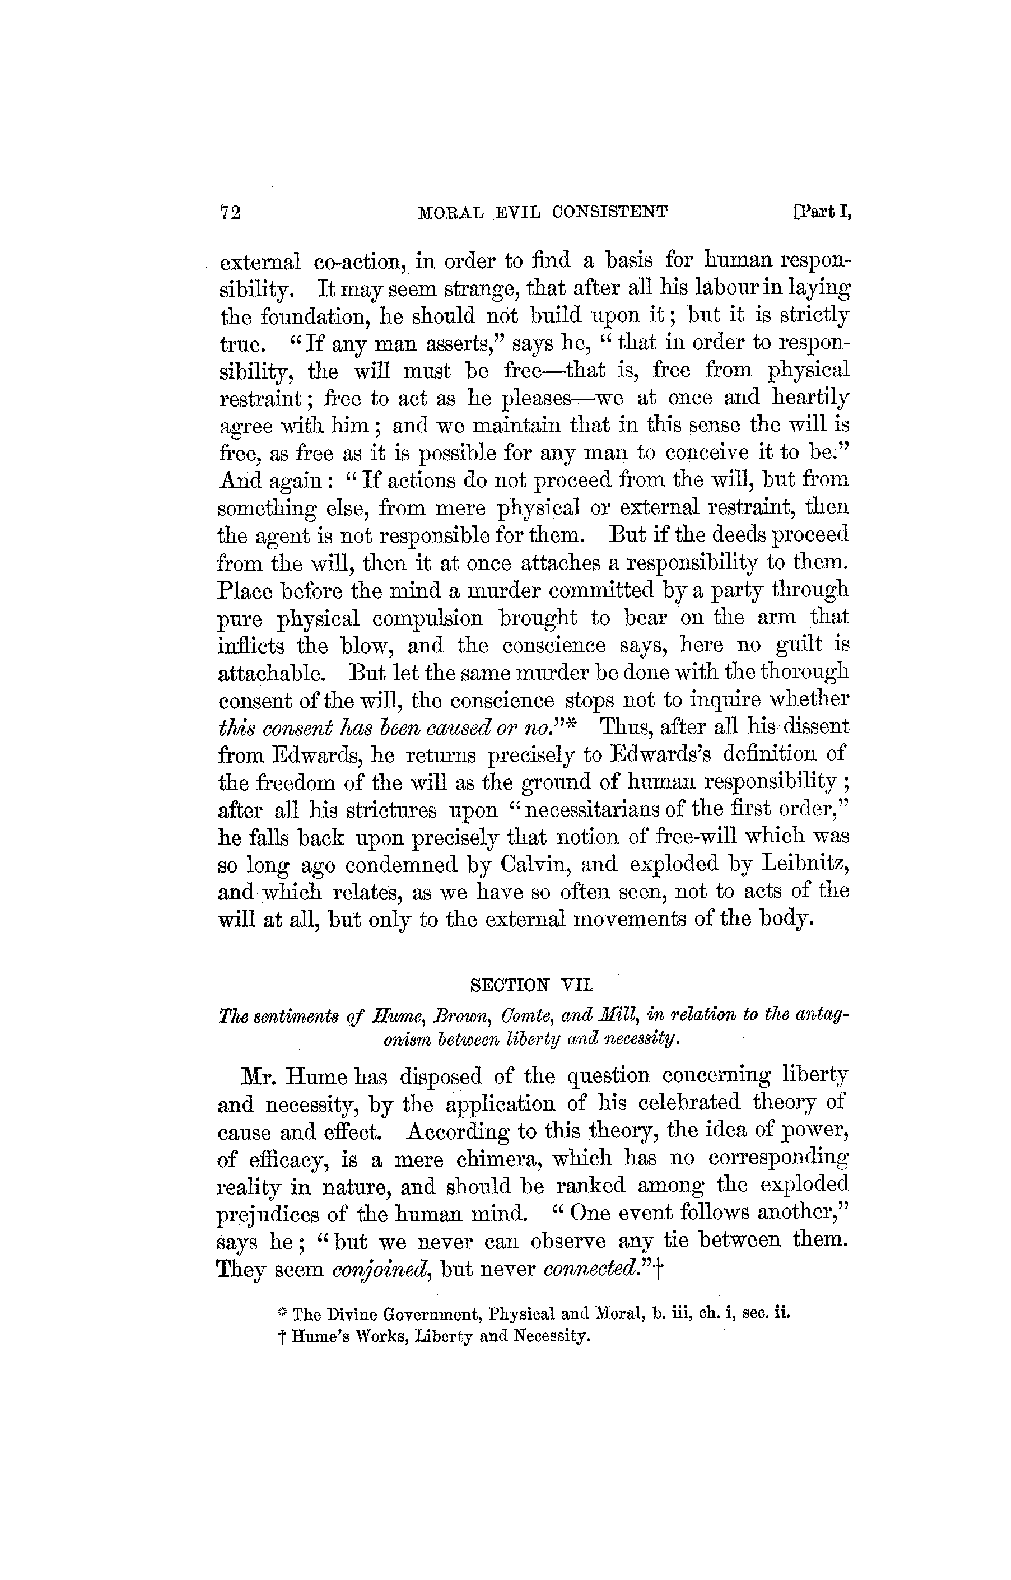 72 MORAL EVIL CONSISTENT [Part I,
external co-action, in order to find a basis for human respon-
sibility. It may seem strange, that after all his labour in laying
the foundation, he should not build upon it; but it is strictly
true. "If any man asserts," says he, "that in order to respon-
sibility, the will must be free—that is, free from physical
restraint; free to act as he pleases—we at once and heartily
agree with him; and we maintain that in this sense the will is
free, as free as it is possible for any man to conceive it to be."
And again: "If actions do not proceed from the will, but from
something else, from mere physical or external restraint, then
the agent is not responsible for them. But if the deeds proceed
from the will, then it at once attaches a responsibility to them.
Place before the mind a murder committed by a party through
pure physical compulsion brought to bear on the arm that
inflicts the blow, and the conscience says, here no guilt is
attachable. But let the same murder be done with the thorough
consent of the will, the conscience stops not to inquire whether
this consent has been caused or no."* Thus, after all his dissent
from Edwards, he returns precisely to Edwards's definition of
the freedom of the will as the ground of human responsibility;
after all his strictures upon "necessitarians of the first order,"
he falls back upon precisely that notion of free-will which was
so long ago condemned by Calvin, and exploded by Leibnitz,
and which relates, as we have so often seen, not to acts of the
will at all, but only to the external movements of the body.
SECTION VII.
The sentiments of Hume, Brown, Comte, and Mill, in relation to the antag-
onism between liberty and necessity.
Mr. Hume has disposed of the question concerning liberty
and necessity, by the application of his celebrated theory of
cause and effect. According to this theory, the idea of power,
of efficacy, is a mere chimera, which has no corresponding
reality in nature, and should be ranked among the exploded
prejudices of the human mind. "One event follows another,"
says he; "but we never can observe any tie between them.
They seem conjoined, but never connected."†
* The Divine Government, Physical and Moral, b. iii, ch. i, sec. ii.
† Hume's Works, Liberty and Necessity.